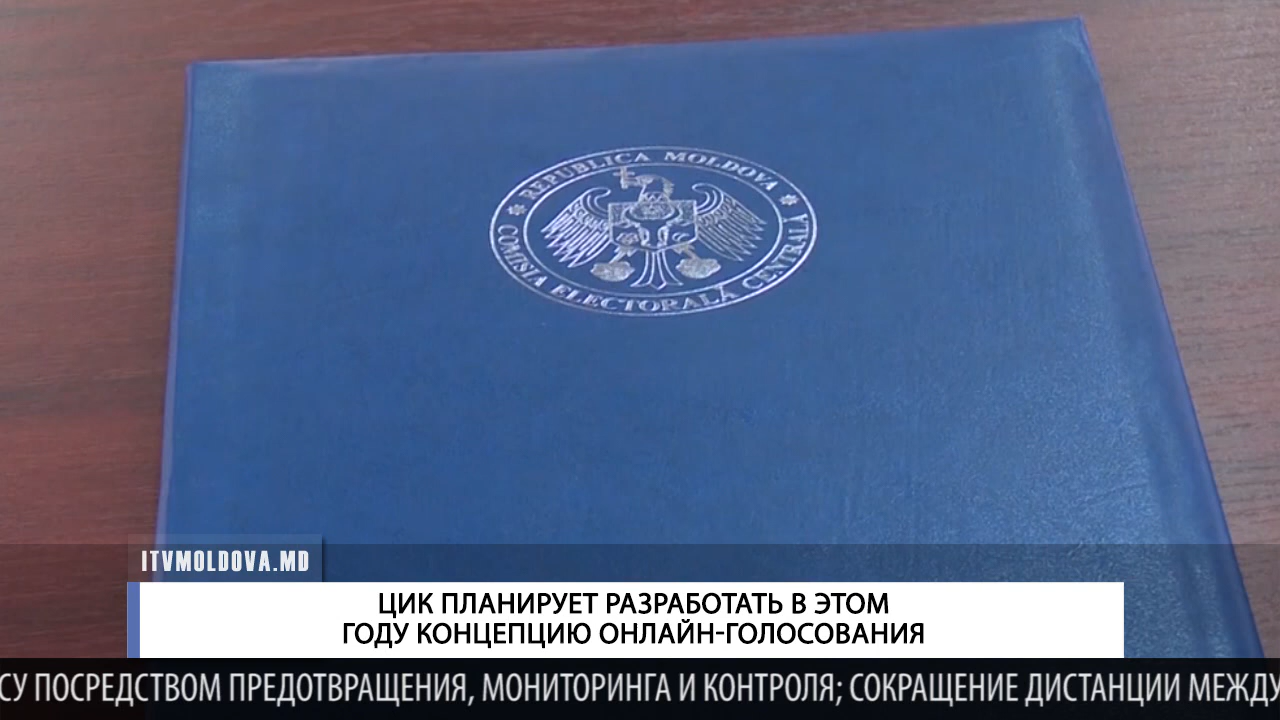 REPUBLICA MOLDOVA
COMISIA ELECTORALĂ CENTRALĂ
ITVMOLDOVA.MD
ЦИК ПЛАНИРУЕТ РАЗРАБОТАТЬ В ЭТОМ
ГОДУ КОНЦЕПЦИЮ ОНЛАЙН-ГОЛОСОВАНИЯ
СУ ПОСРЕДСТВОМ ПРЕДОТВРАЩЕНИЯ, МОНИТОРИНГА И КОНТРОЛЯ; СОКРАЩЕНИЕ ДИСТАНЦИИ МЕЖДУ